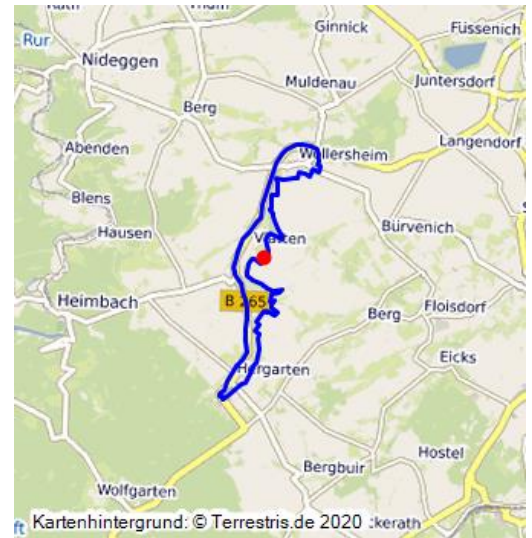 Ginnick
Füssenich
Rur
Nideggen
Muldenau
Juntersdorf
Berg
Langendorf
Abenden
Wollersheim
Blens
Bürvenich
Hausen
Vlatten
Heimbach
B 265
Berg
Floisdorf
Eicks
Hergarten
Hostel
Bergbuir
Wolfgarten
Kartenhintergrund: © Terrestris.de 2020